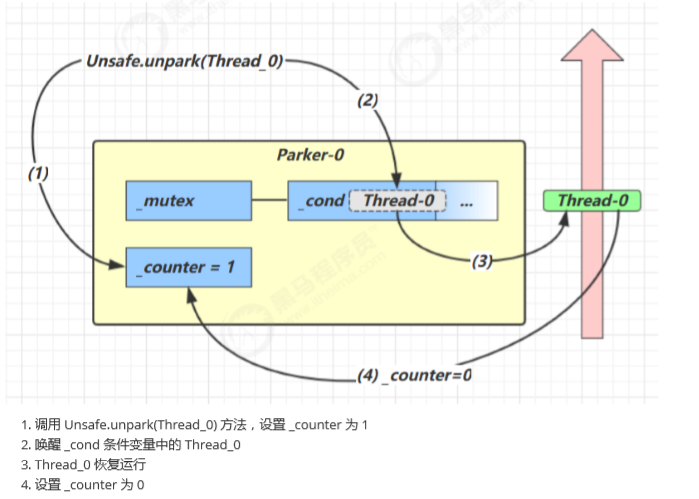 Unsafe.unpark(Thread_0)
(2)
(1)
Parker-0
_mutex
_cond
Thread-0
...
Thread-0
_counter = 1
(3)
(4) _counter=0
1. 调用 Unsafe.unpark(Thread_0) 方法，设置 _counter 为 1
2. 唤醒 _cond 条件变量中的 Thread_0
3. Thread_0 恢复运行
4. 设置 _counter 为 0